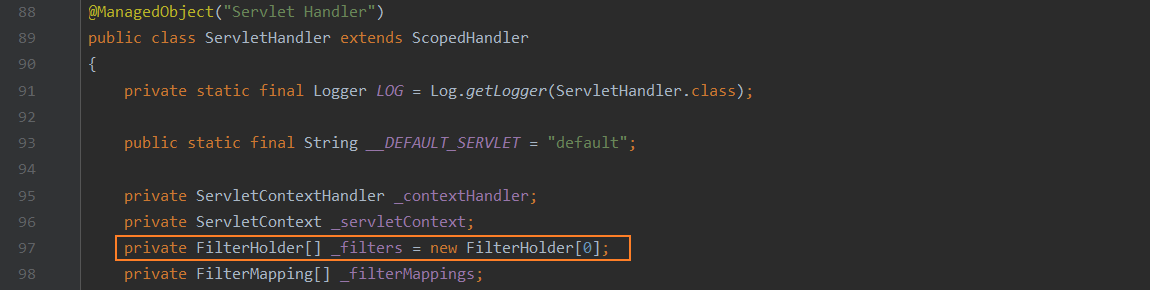 88 @ManagedObject("Servlet Handler")
89 public class ServletHandler extends ScopedHandler
90 {
91 private static final Logger LOG = Log.getLogger(ServletHandler.class);
92
93 public static final String __DEFAULT_SERVLET = "default";
94
95 private ServletContextHandler _contextHandler;
96 private ServletContext _servletContext;
97 private FilterHolder[] _filters = new FilterHolder[0];
98 private FilterMapping[] _filterMappings;